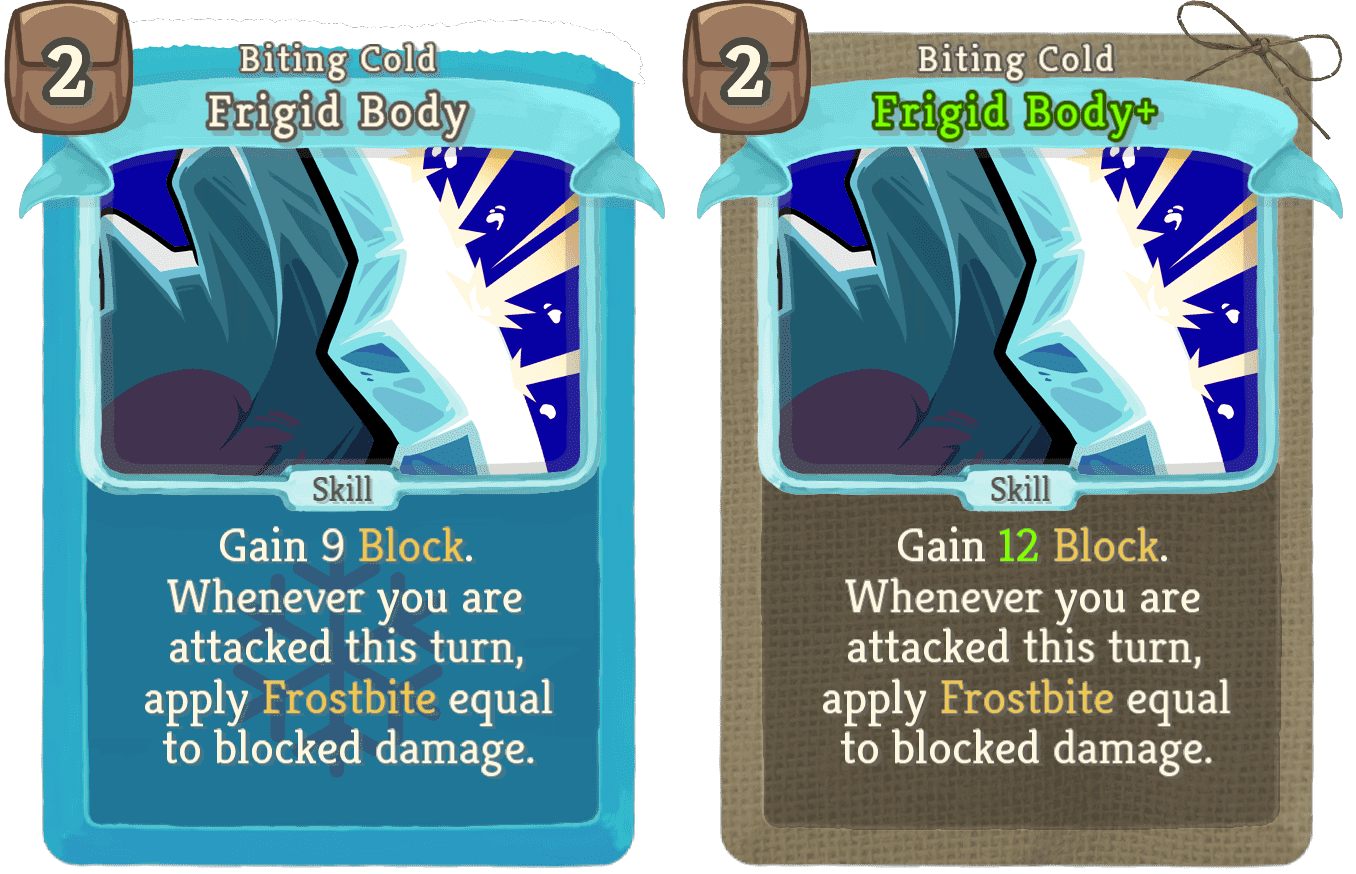 2
Biting Cold
Frigid Body
Skill
Gain 9 Block.
Whenever you are
attacked this turn,
apply Frostbite equal
to blocked damage.
2
Biting Cold
Frigid Body+
Skill
Gain 12 Block.
Whenever you are
attacked this turn,
apply Frostbite equal
to blocked damage.